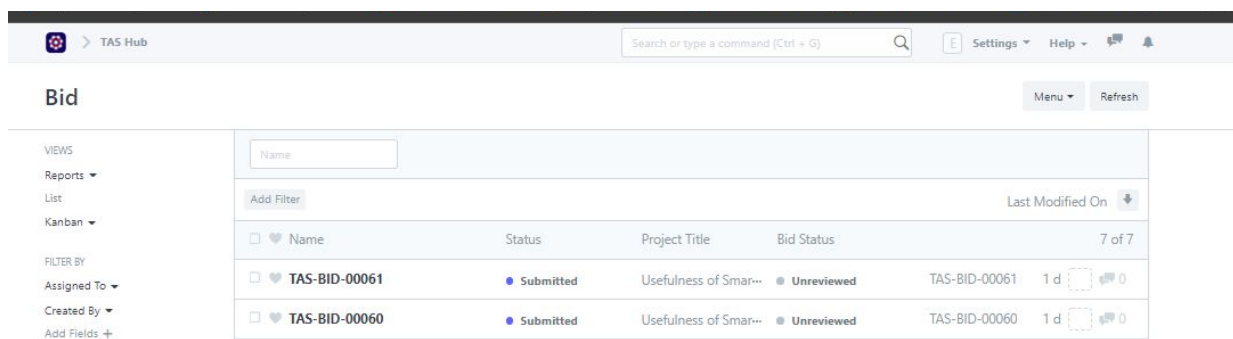 TAS Hub Search or type a command (Ctrl + G) E Settings Help
Bid Menu Refresh
VIEWS
Name
Reports
List
Add Filter Last Modified On
Kanban
Name Status Project Title Bid Status 7 of 7
FILTER BY
Assigned To
TAS-BID-00061 Submitted Usefulness of Smar... Unreviewed TAS-BID-00061 1 d 0
Created By
TAS-BID-00060 Submitted Usefulness of Smar... Unreviewed TAS-BID-00060 1 d 0
Add Fields +